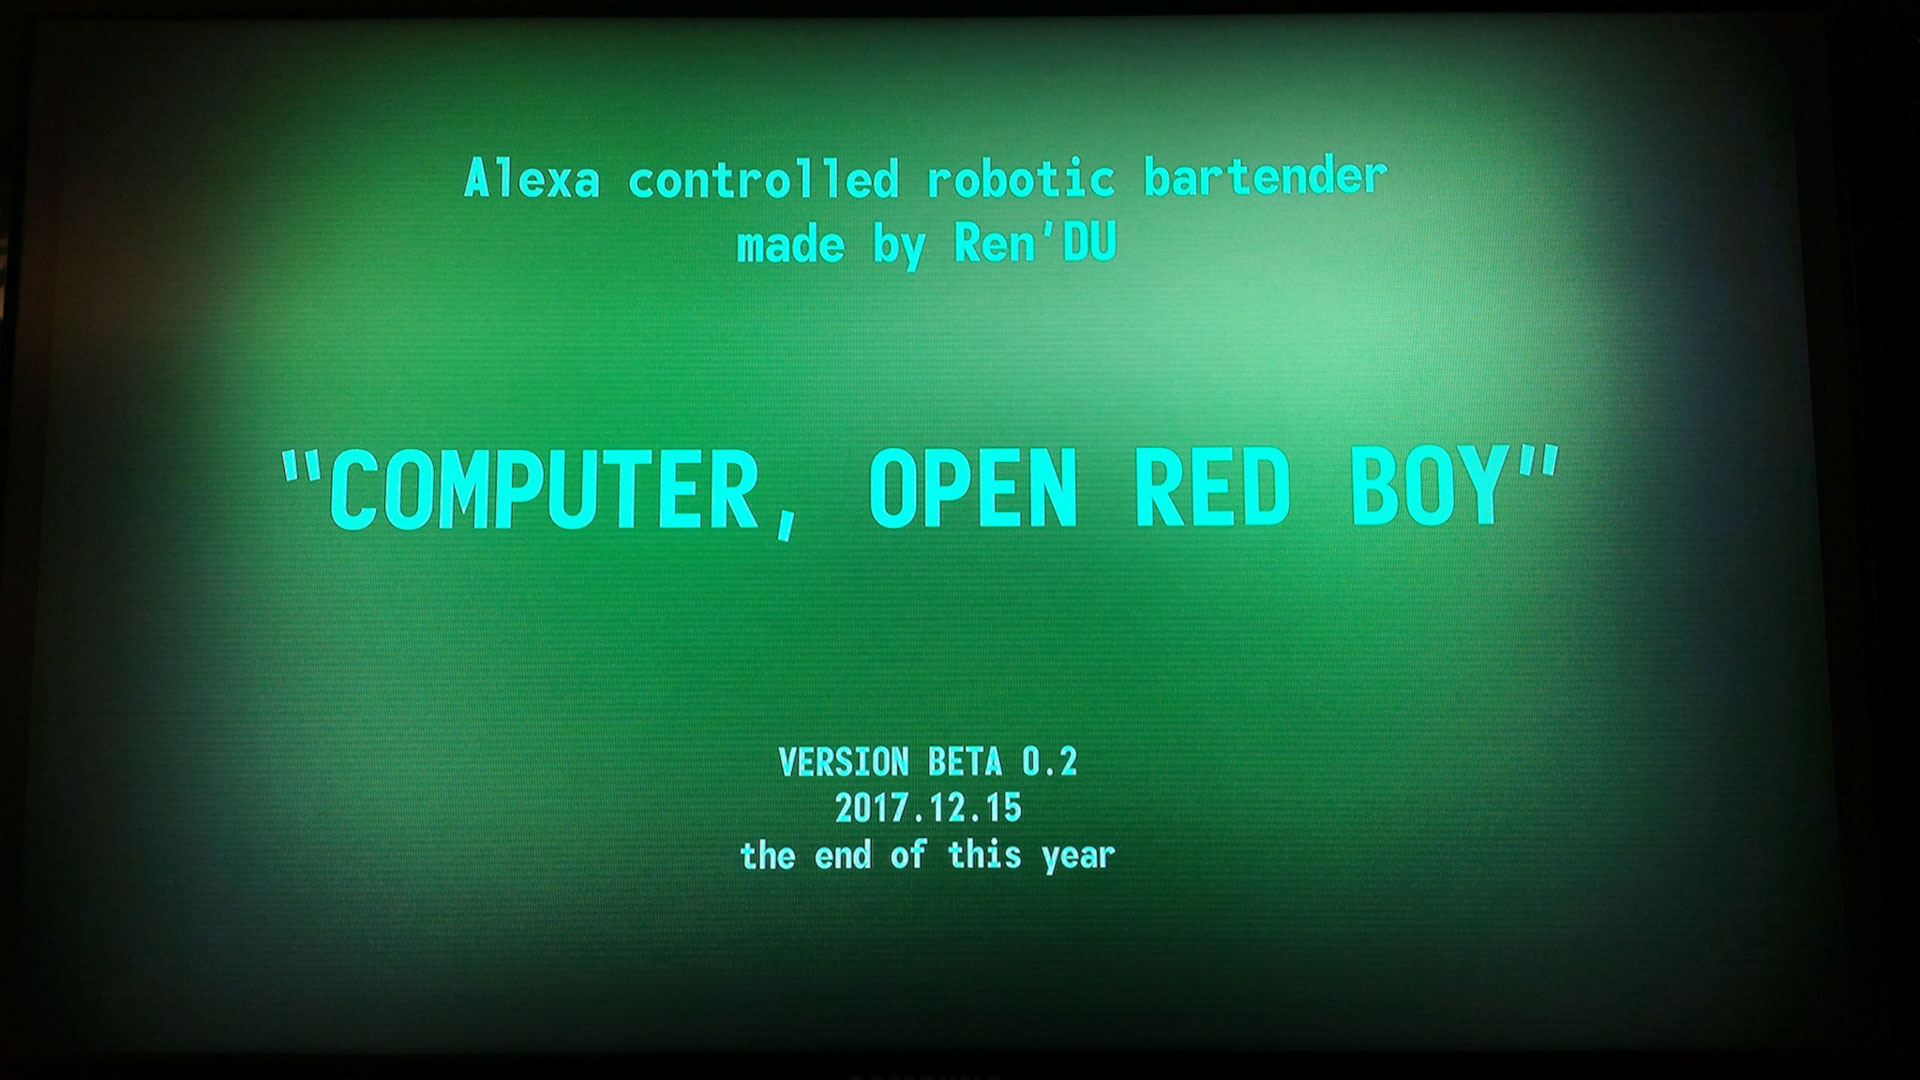 Alexa controlled robotic bartender
made by Ren'DU
"COMPUTER, OPEN RED BOY"
VERSION BETA 0.2
2017.12.15
the end of this year